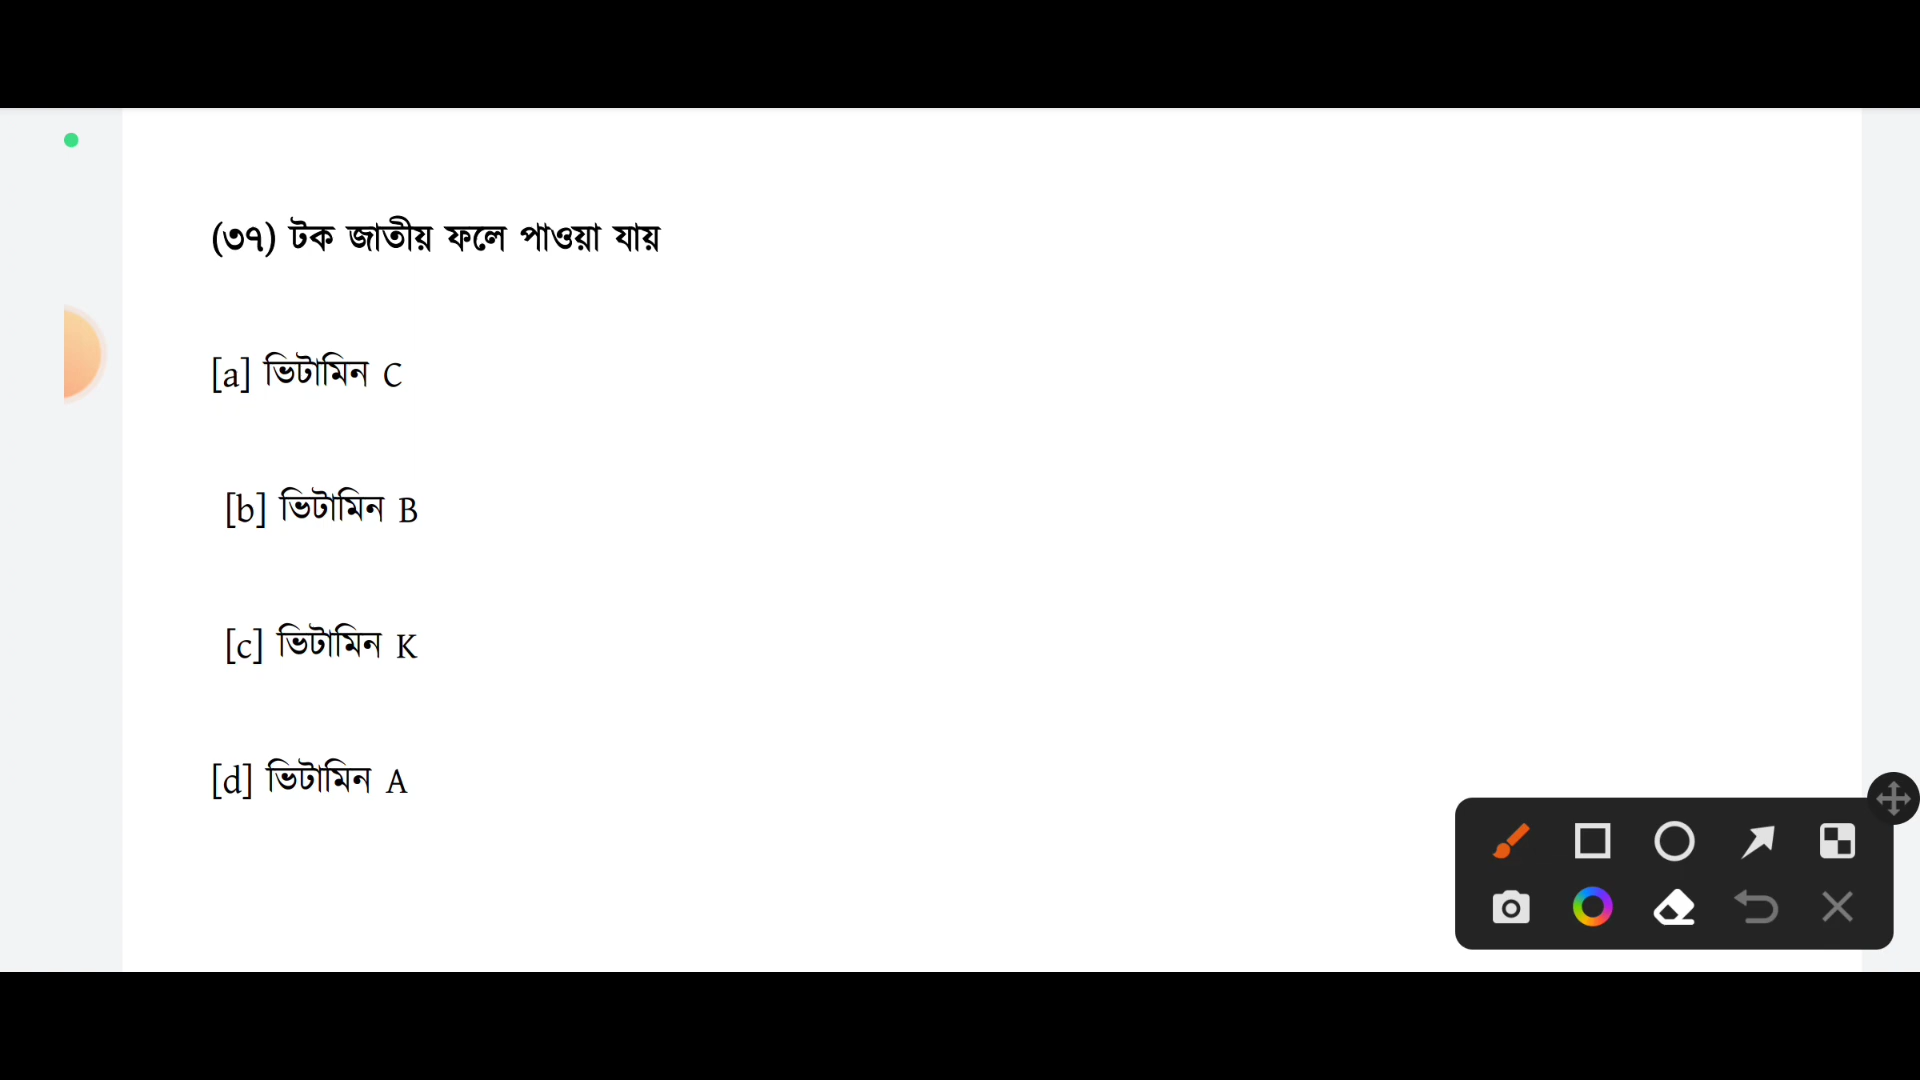 (৩৭) টক জাতীয় ফলে পাওয়া যায়
[a] ভিটামিন C
[b] ভিটামিন B
[c] ভিটামিন K
[d] ভিটামিন A